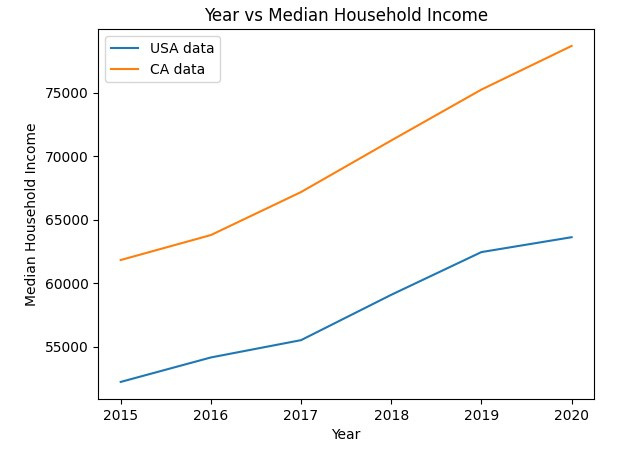 Year vs Median Household Income
USA data
CA data
Median Household Income
75000
70000
65000
60000
55000
2015 2016 2017 2018 2019 2020
Year